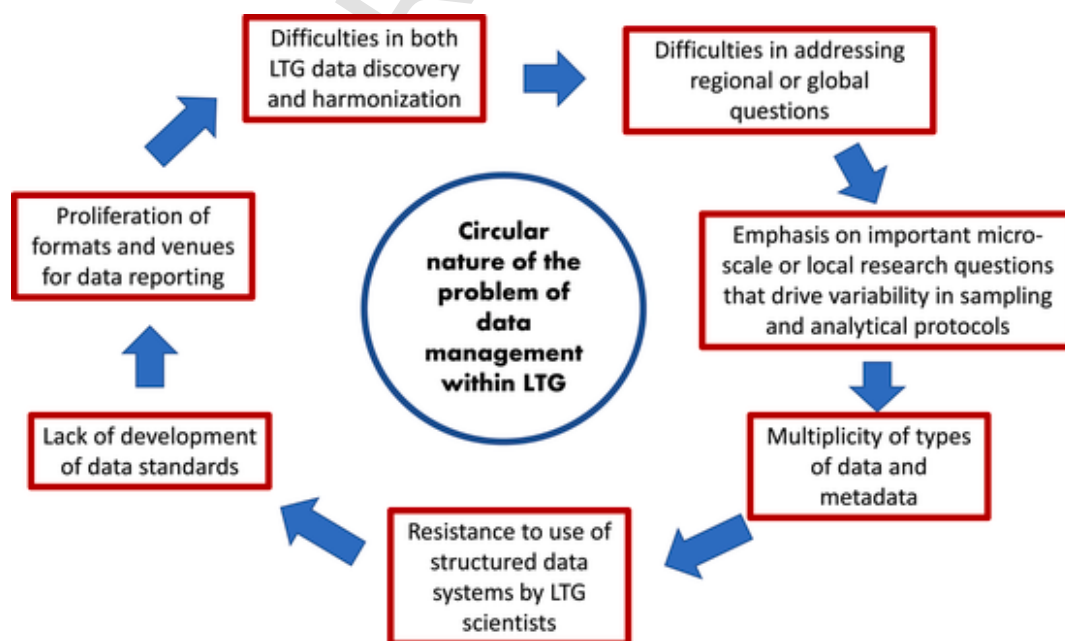 Difficulties in both
LTG data discovery
and harmonization
Difficulties in addressing
regional or global
questions
Emphasis on important micro-
scale or local research questions
that drive variability in sampling
and analytical protocols
Multiplicity of types
of data and
metadata
Resistance to use of
structured data
systems by LTG
scientists
Lack of development
of data standards
Proliferation of
formats and venues
for data reporting
Circular
nature of the
problem of
data
management
within LTG